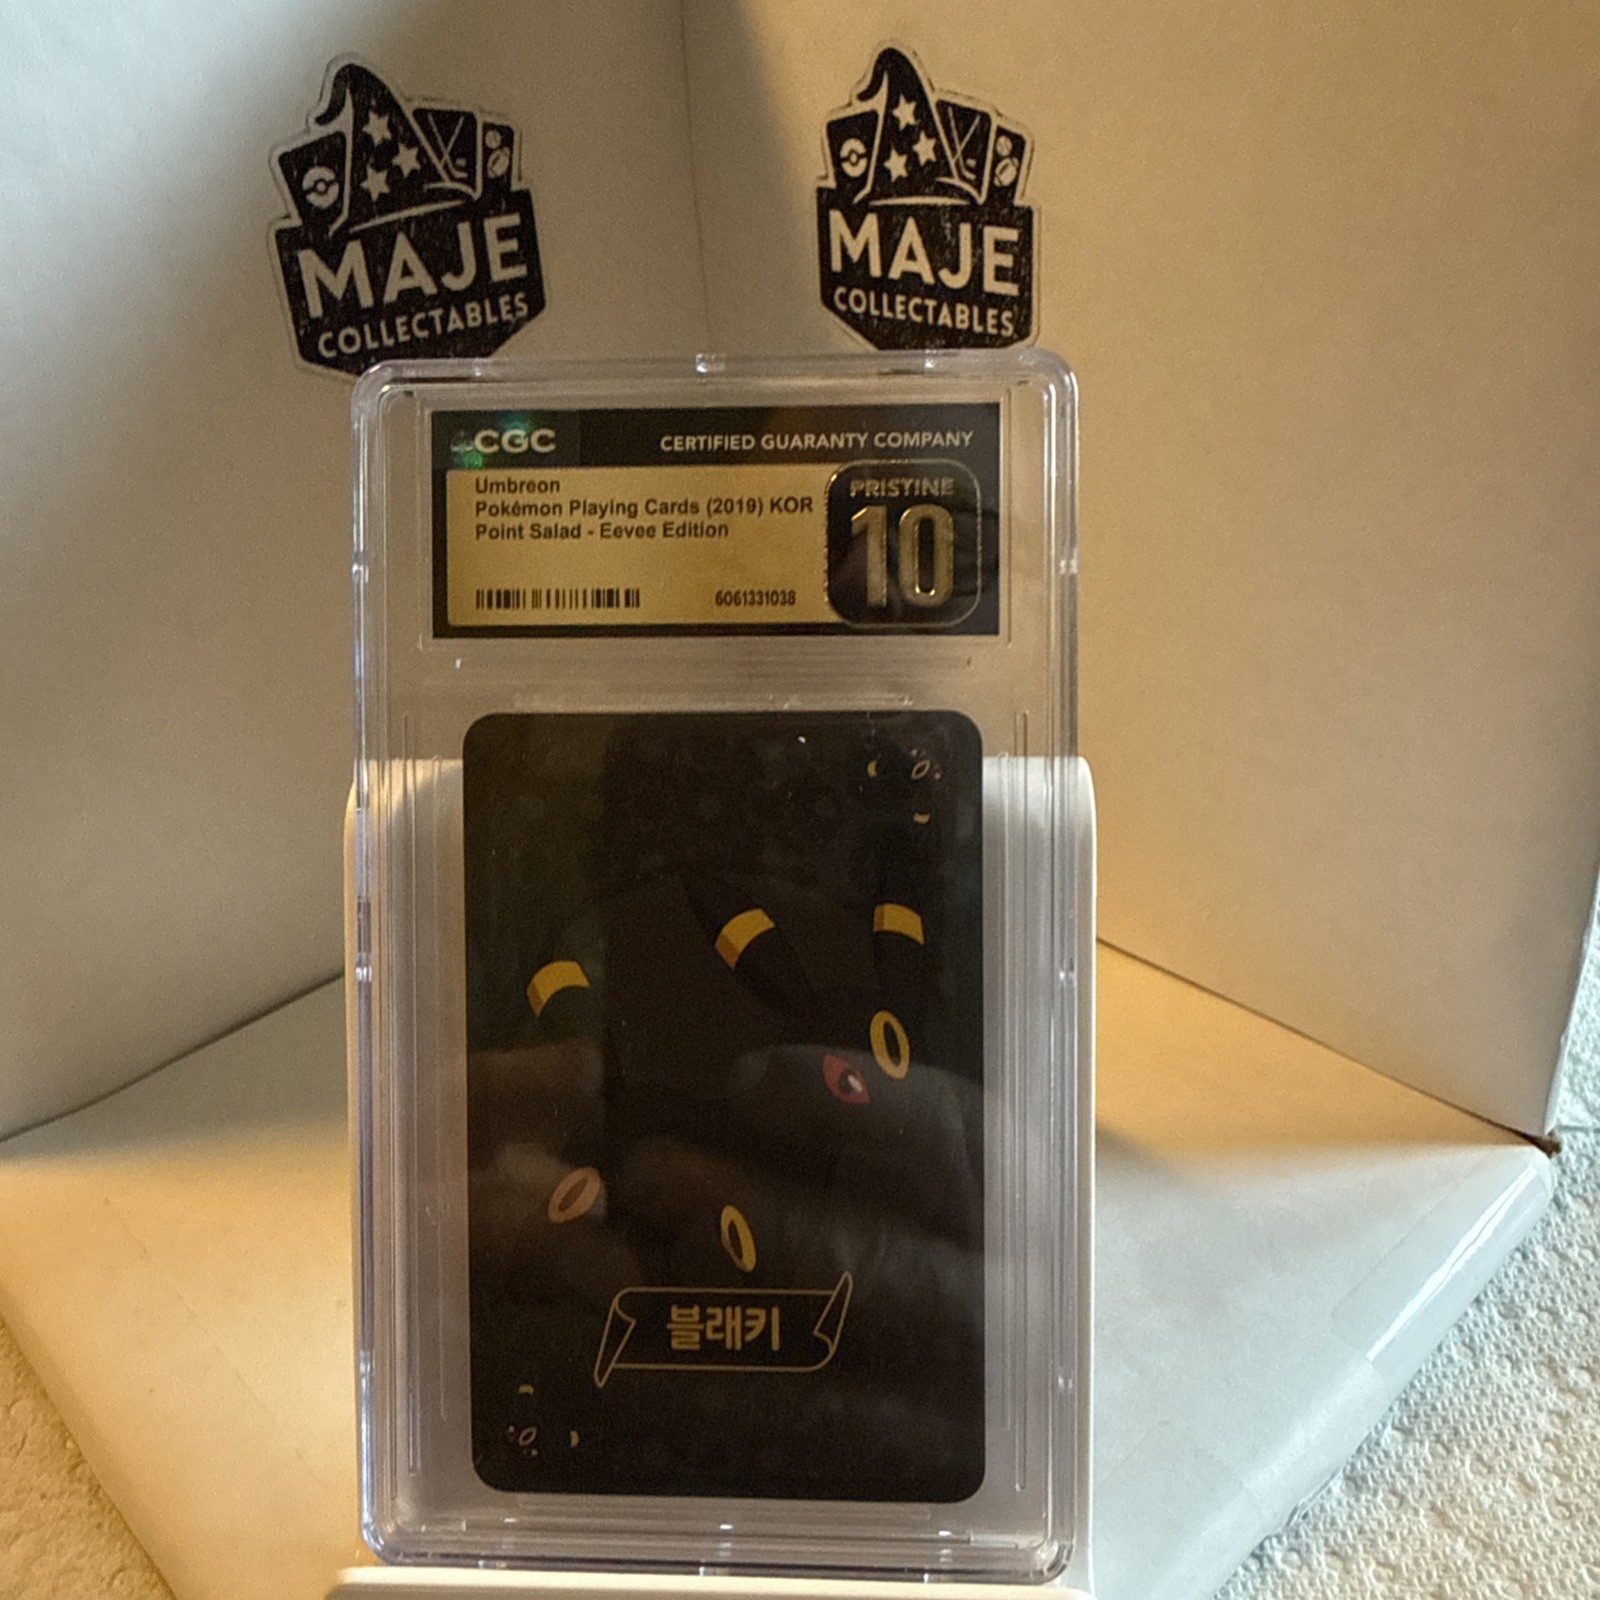 MAJE
COLLECTABLES
MAJE
COLLECTABLES
CGC
CERTIFIED GUARANTY COMPANY
Umbreon
Pokémon Playing Cards (2019) KOR
Point Salad - Eevee Edition
PRISTINE
10
6061331038
블래키